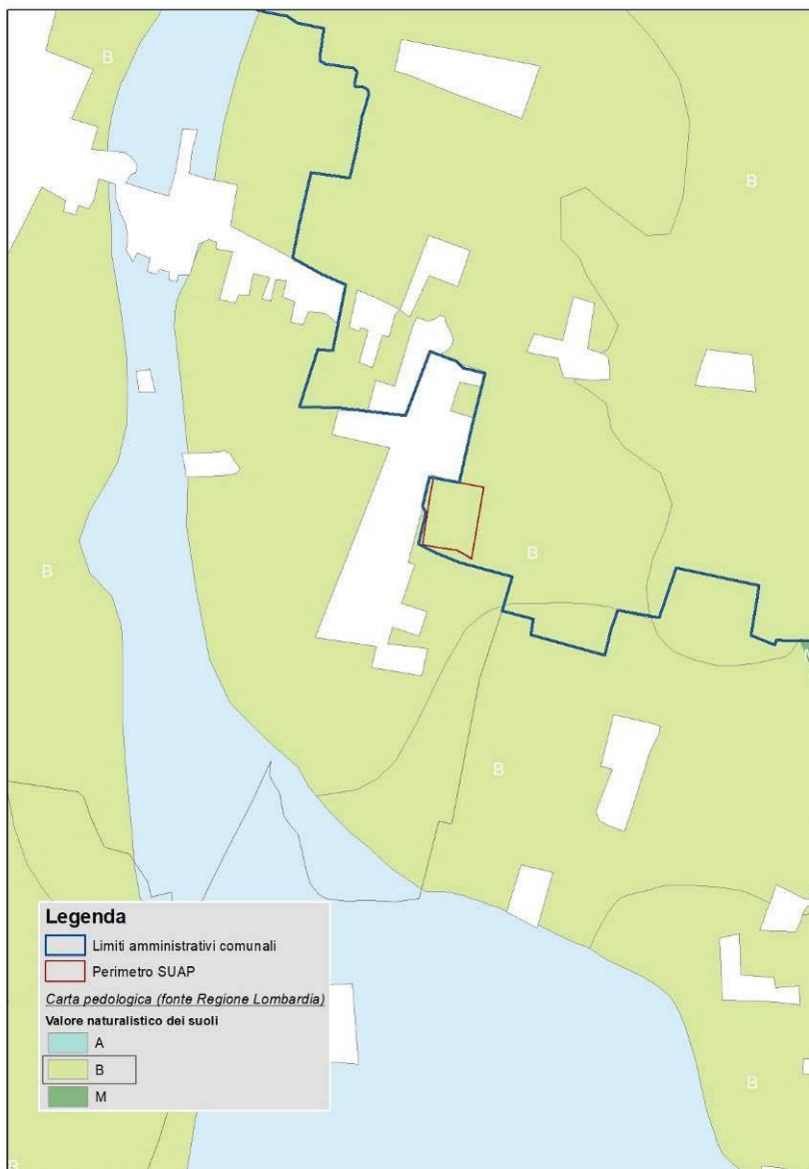 B
B
B
B
B
B
B
Legenda
Limiti amministrativi comunali
Perimetro SUAP
Carta pedologica (fonte Regione Lombardia)
Valore naturalistico dei suoli
A
B
M